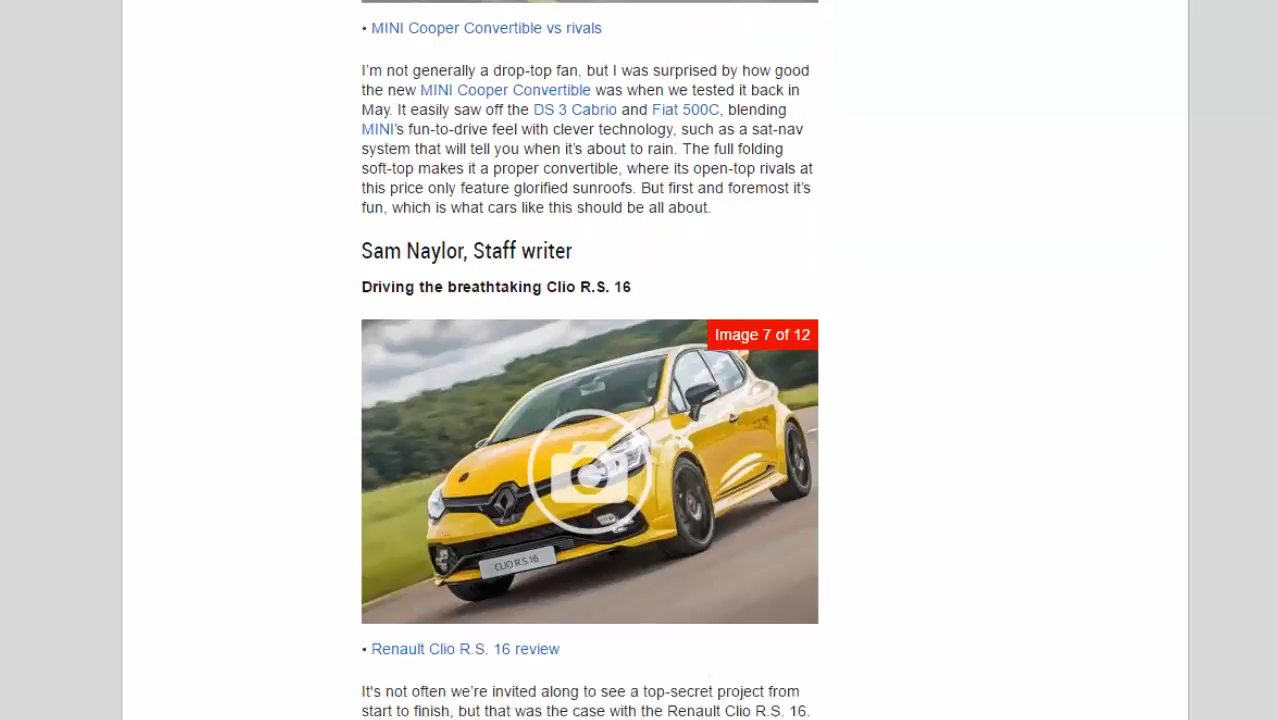 • MINI Cooper Convertible vs rivals
I’m not generally a drop-top fan, but I was surprised by how good
the new MINI Cooper Convertible was when we tested it back in
May. It easily saw off the DS 3 Cabrio and Fiat 500C, blending
MINI’s fun-to-drive feel with clever technology, such as a sat-nav
system that will tell you when it’s about to rain. The full folding
soft-top makes it a proper convertible, where its open-top rivals at
this price only feature glorified sunroofs. But first and foremost it’s
fun, which is what cars like this should be all about.
Sam Naylor, Staff writer
Driving the breathtaking Clio R.S. 16
Image 7 of 12
CLIO R.S.16
• Renault Clio R.S. 16 review
It's not often we’re invited along to see a top-secret project from
start to finish, but that was the case with the Renault Clio R.S. 16.